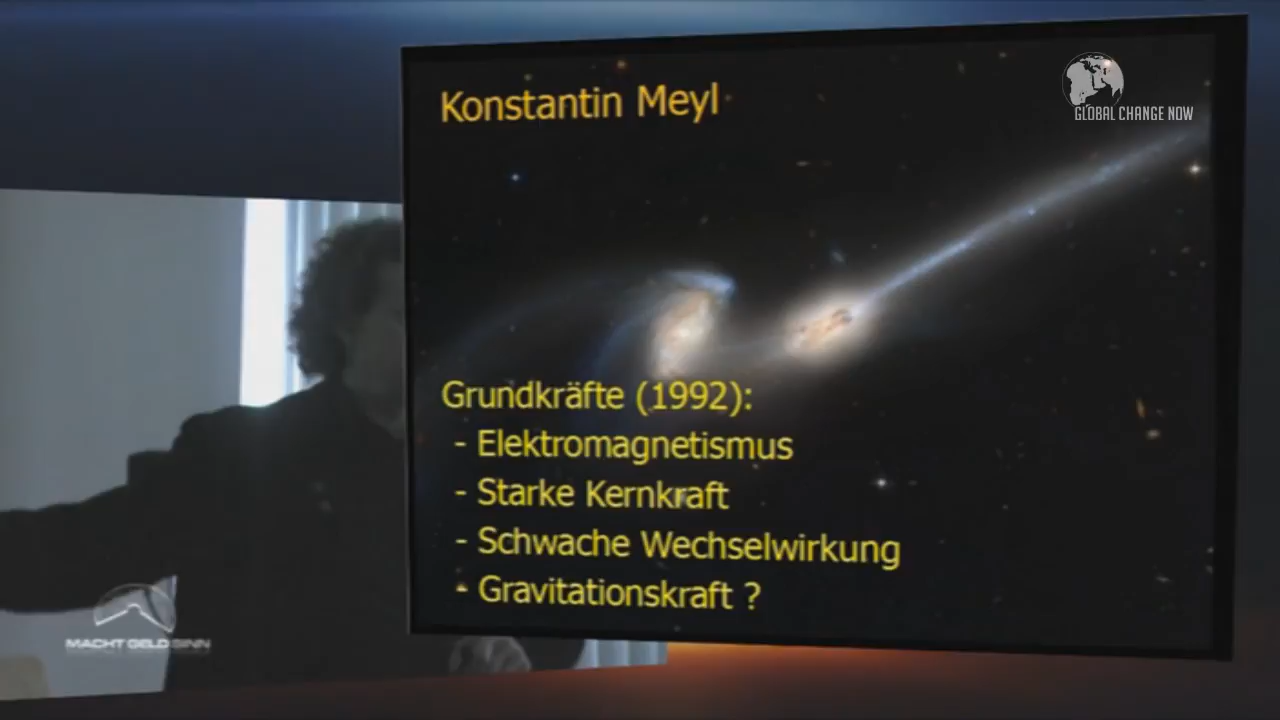 Konstantin Meyl
GLOBAL CHANGE NOW
Grundkräfte (1992):
- Elektromagnetismus
- Starke Kernkraft
- Schwache Wechselwirkung
- Gravitationskraft ?
MACHT GELD SINN